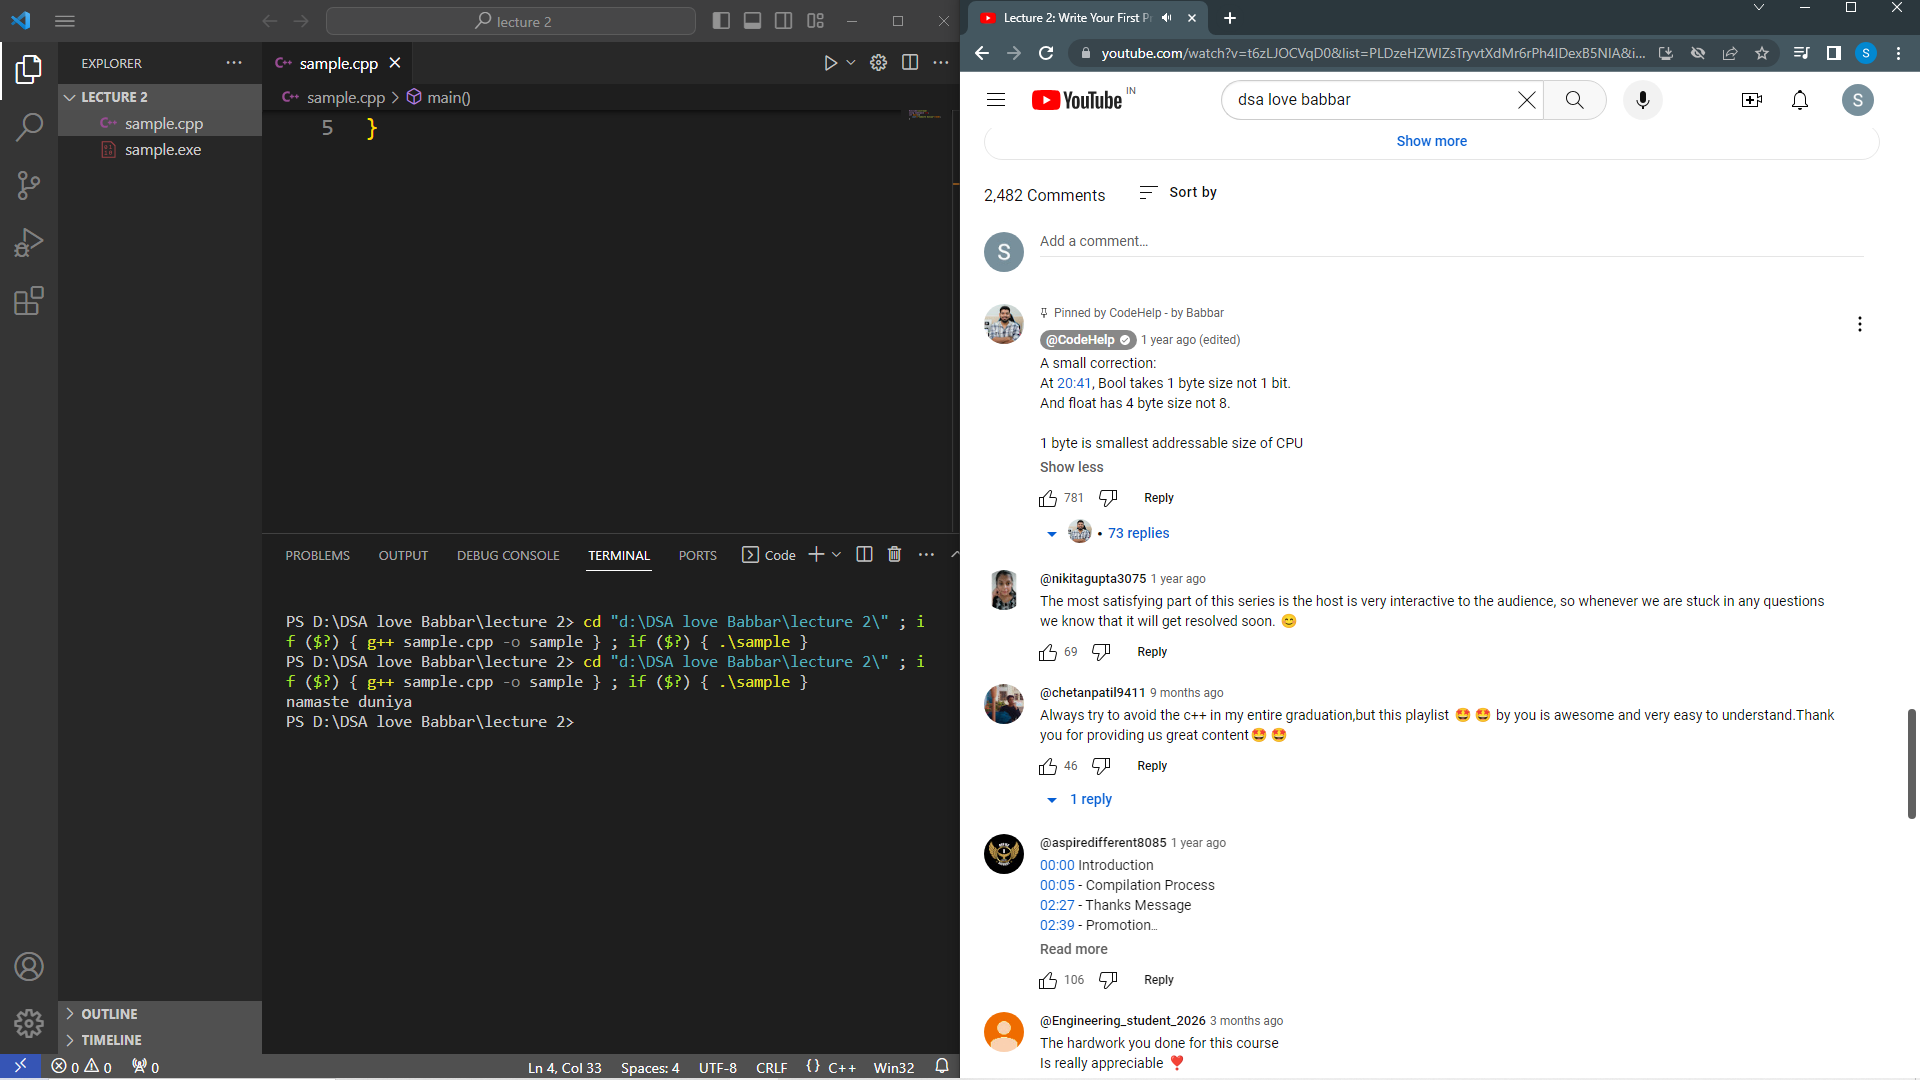 lecture 2
EXPLORER
LECTURE 2
sample.cpp
sample.exe
OUTLINE
TIMELINE
sample.cpp
sample.cpp > main()
5 }
PROBLEMS OUTPUT DEBUG CONSOLE TERMINAL PORTS Code
PS D:\DSA love Babbar\lecture 2> cd "d:\DSA love Babbar\lecture 2\" ; i
f ($?) { g++ sample.cpp -o sample } ; if ($?) { .\sample }
PS D:\DSA love Babbar\lecture 2> cd "d:\DSA love Babbar\lecture 2\" ; i
f ($?) { g++ sample.cpp -o sample } ; if ($?) { .\sample }
namaste duniya
PS D:\DSA love Babbar\lecture 2>
0 0 0 Ln 4, Col 33 Spaces: 4 UTF-8 CRLF {} C++ Win32
Lecture 2: Write Your First
youtube.com/watch?v=t6zLJOCVqD0&list=PLDzeHZWIZsTryvtXdMr6rPh4IDexB5NIA&i... S
YouTube IN
dsa love babbar
S
Show more
2,482 Comments Sort by
S
Add a comment...
Pinned by CodeHelp - by Babbar
@CodeHelp 1 year ago (edited)
A small correction:
At 20:41, Bool takes 1 byte size not 1 bit.
And float has 4 byte size not 8.
1 byte is smallest addressable size of CPU
Show less
781 Reply
• 73 replies
@nikitagupta3075 1 year ago
The most satisfying part of this series is the host is very interactive to the audience, so whenever we are stuck in any questions
we know that it will get resolved soon. 😊
69 Reply
@chetanpatil9411 9 months ago
Always try to avoid the c++ in my entire graduation,but this playlist 🤩 🤩 by you is awesome and very easy to understand.Thank
you for providing us great content🤩 🤩
46 Reply
1 reply
@aspiredifferent8085 1 year ago
00:00 Introduction
00:05 - Compilation Process
02:27 - Thanks Message
02:39 - Promotion...
Read more
106 Reply
@Engineering_student_2026 3 months ago
The hardwork you done for this course
Is really appreciable ❣️